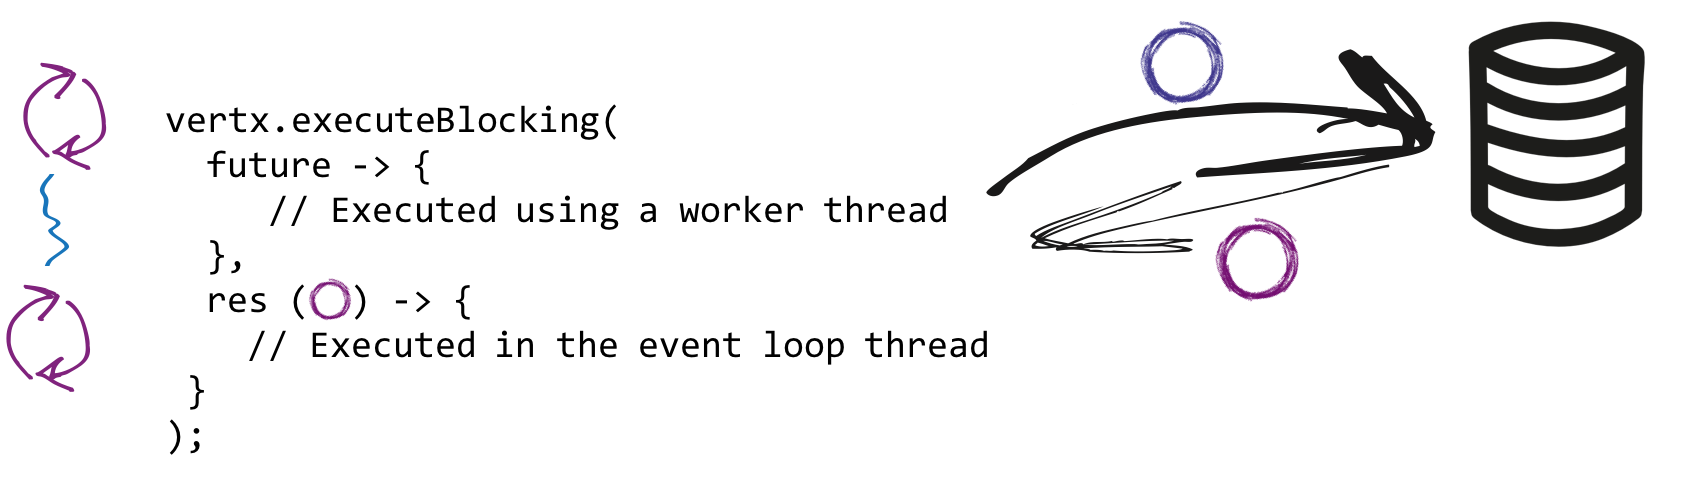 vertx.executeBlocking(
future -> {
// Executed using a worker thread
},
res ( ) -> {
// Executed in the event loop thread
}
);